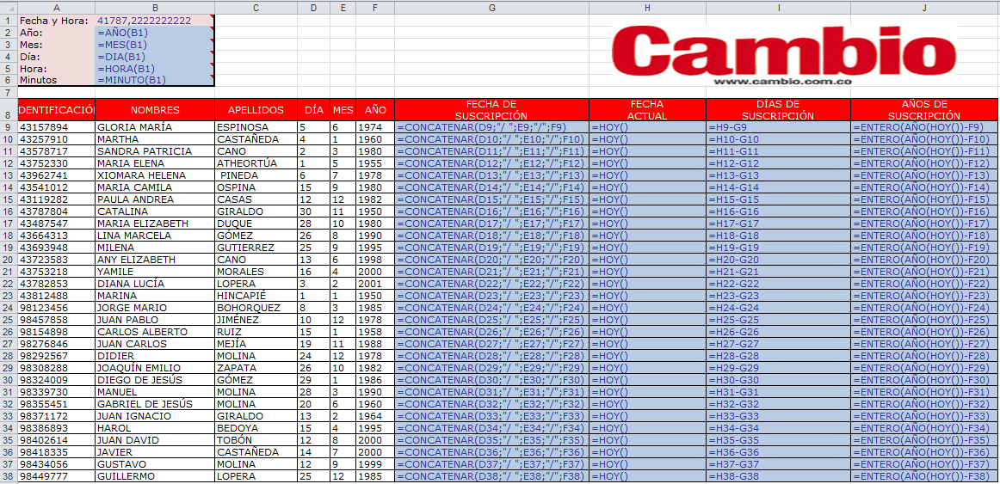 A B C D E F G H I J
1 Fecha y Hora: 41787,2222222222
2 Año: =AÑO(B1)
3 Mes: =MES(B1)
4 Día: =DIA(B1)
5 Hora: =HORA(B1)
6 Minutos =MINUTO(B1)
Cambio
www.cambio.com.co
7
8 DENTIFICACIÓ NOMBRES APELLIDOS DÍA MES AÑO FECHA DE SUSCRIPCIÓN FECHA ACTUAL DÍAS DE SUSCRIPCIÓN AÑOS DE SUSCRIPCIÓN
9 43157894 GLORIA MARÍA ESPINOSA 5 6 1974 =CONCATENAR(D9;"/ ";E9;"/";F9) =HOY() =H9-G9 =ENTERO(AÑO(HOY())-F9)
10 43257910 MARTHA CASTAÑEDA 4 1 1960 =CONCATENAR(D10;"/ ";E10;"/";F10) =HOY() =H10-G10 =ENTERO(AÑO(HOY())-F10)
11 43578717 SANDRA PATRICIA CANO 2 3 1980 =CONCATENAR(D11;"/ ";E11;"/";F11) =HOY() =H11-G11 =ENTERO(AÑO(HOY())-F11)
12 43752330 MARIA ELENA ATHEORTÚA 1 5 1955 =CONCATENAR(D12;"/ ";E12;"/";F12) =HOY() =H12-G12 =ENTERO(AÑO(HOY())-F12)
13 43962741 XIOMARA HELENA PINEDA 6 7 1978 =CONCATENAR(D13;"/ ";E13;"/";F13) =HOY() =H13-G13 =ENTERO(AÑO(HOY())-F13)
14 43541012 MARIA CAMILA OSPINA 15 9 1980 =CONCATENAR(D14;"/ ";E14;"/";F14) =HOY() =H14-G14 =ENTERO(AÑO(HOY())-F14)
15 43119282 PAULA ANDREA CASAS 12 12 1982 =CONCATENAR(D15;"/ ";E15;"/";F15) =HOY() =H15-G15 =ENTERO(AÑO(HOY())-F15)
16 43787804 CATALINA GIRALDO 30 11 1950 =CONCATENAR(D16;"/ ";E16;"/";F16) =HOY() =H16-G16 =ENTERO(AÑO(HOY())-F16)
17 43487547 MARIA ELIZABETH DUQUE 28 10 1980 =CONCATENAR(D17;"/ ";E17;"/";F17) =HOY() =H17-G17 =ENTERO(AÑO(HOY())-F17)
18 43664313 LINA MARCELA GÓMEZ 26 8 1990 =CONCATENAR(D18;"/ ";E18;"/";F18) =HOY() =H18-G18 =ENTERO(AÑO(HOY())-F18)
19 43693948 MILENA GUTIERREZ 25 9 1995 =CONCATENAR(D19;"/ ";E19;"/";F19) =HOY() =H19-G19 =ENTERO(AÑO(HOY())-F19)
20 43723583 ANY ELIZABETH CANO 13 6 1998 =CONCATENAR(D20;"/ ";E20;"/";F20) =HOY() =H20-G20 =ENTERO(AÑO(HOY())-F20)
21 43753218 YAMILE MORALES 16 4 2000 =CONCATENAR(D21;"/ ";E21;"/";F21) =HOY() =H21-G21 =ENTERO(AÑO(HOY())-F21)
22 43782853 DIANA LUCÍA LOPERA 3 2 2001 =CONCATENAR(D22;"/ ";E22;"/";F22) =HOY() =H22-G22 =ENTERO(AÑO(HOY())-F22)
23 43812488 MARINA HINCAPIÉ 1 1 1950 =CONCATENAR(D23;"/ ";E23;"/";F23) =HOY() =H23-G23 =ENTERO(AÑO(HOY())-F23)
24 98123456 JORGE MARIO BOHORQUEZ 8 3 1985 =CONCATENAR(D24;"/ ";E24;"/";F24) =HOY() =H24-G24 =ENTERO(AÑO(HOY())-F24)
25 98457858 JUAN PABLO JIMÉNEZ 10 12 1978 =CONCATENAR(D25;"/ ";E25;"/";F25) =HOY() =H25-G25 =ENTERO(AÑO(HOY())-F25)
26 98154898 CARLOS ALBERTO RUIZ 15 1 1958 =CONCATENAR(D26;"/ ";E26;"/";F26) =HOY() =H26-G26 =ENTERO(AÑO(HOY())-F26)
27 98276846 JUAN CARLOS MEJÍA 19 11 1988 =CONCATENAR(D27;"/ ";E27;"/";F27) =HOY() =H27-G27 =ENTERO(AÑO(HOY())-F27)
28 98292567 DIDIER MOLINA 24 12 1978 =CONCATENAR(D28;"/ ";E28;"/";F28) =HOY() =H28-G28 =ENTERO(AÑO(HOY())-F28)
29 98308288 JOAQUÍN EMILIO ZAPATA 26 10 1982 =CONCATENAR(D29;"/ ";E29;"/";F29) =HOY() =H29-G29 =ENTERO(AÑO(HOY())-F29)
30 98324009 DIEGO DE JESÚS GÓMEZ 29 1 1986 =CONCATENAR(D30;"/ ";E30;"/";F30) =HOY() =H30-G30 =ENTERO(AÑO(HOY())-F30)
31 98339730 MANUEL MOLINA 28 3 1990 =CONCATENAR(D31;"/ ";E31;"/";F31) =HOY() =H31-G31 =ENTERO(AÑO(HOY())-F31)
32 98355451 GABRIEL DE JESÚS MOLINA 20 6 1960 =CONCATENAR(D32;"/ ";E32;"/";F32) =HOY() =H32-G32 =ENTERO(AÑO(HOY())-F32)
33 98371172 JUAN IGNACIO GIRALDO 13 2 1964 =CONCATENAR(D33;"/ ";E33;"/";F33) =HOY() =H33-G33 =ENTERO(AÑO(HOY())-F33)
34 98386893 HAROL BEDOYA 15 4 1995 =CONCATENAR(D34;"/ ";E34;"/";F34) =HOY() =H34-G34 =ENTERO(AÑO(HOY())-F34)
35 98402614 JUAN DAVID TOBÓN 12 8 2000 =CONCATENAR(D35;"/ ";E35;"/";F35) =HOY() =H35-G35 =ENTERO(AÑO(HOY())-F35)
36 98418335 JAVIER CASTAÑEDA 14 7 2000 =CONCATENAR(D36;"/ ";E36;"/";F36) =HOY() =H36-G36 =ENTERO(AÑO(HOY())-F36)
37 98434056 GUSTAVO MOLINA 12 9 1999 =CONCATENAR(D37;"/ ";E37;"/";F37) =HOY() =H37-G37 =ENTERO(AÑO(HOY())-F37)
38 98449777 GUILLERMO LOPERA 25 12 1985 =CONCATENAR(D38;"/ ";E38;"/";F38) =HOY() =H38-G38 =ENTERO(AÑO(HOY())-F38)